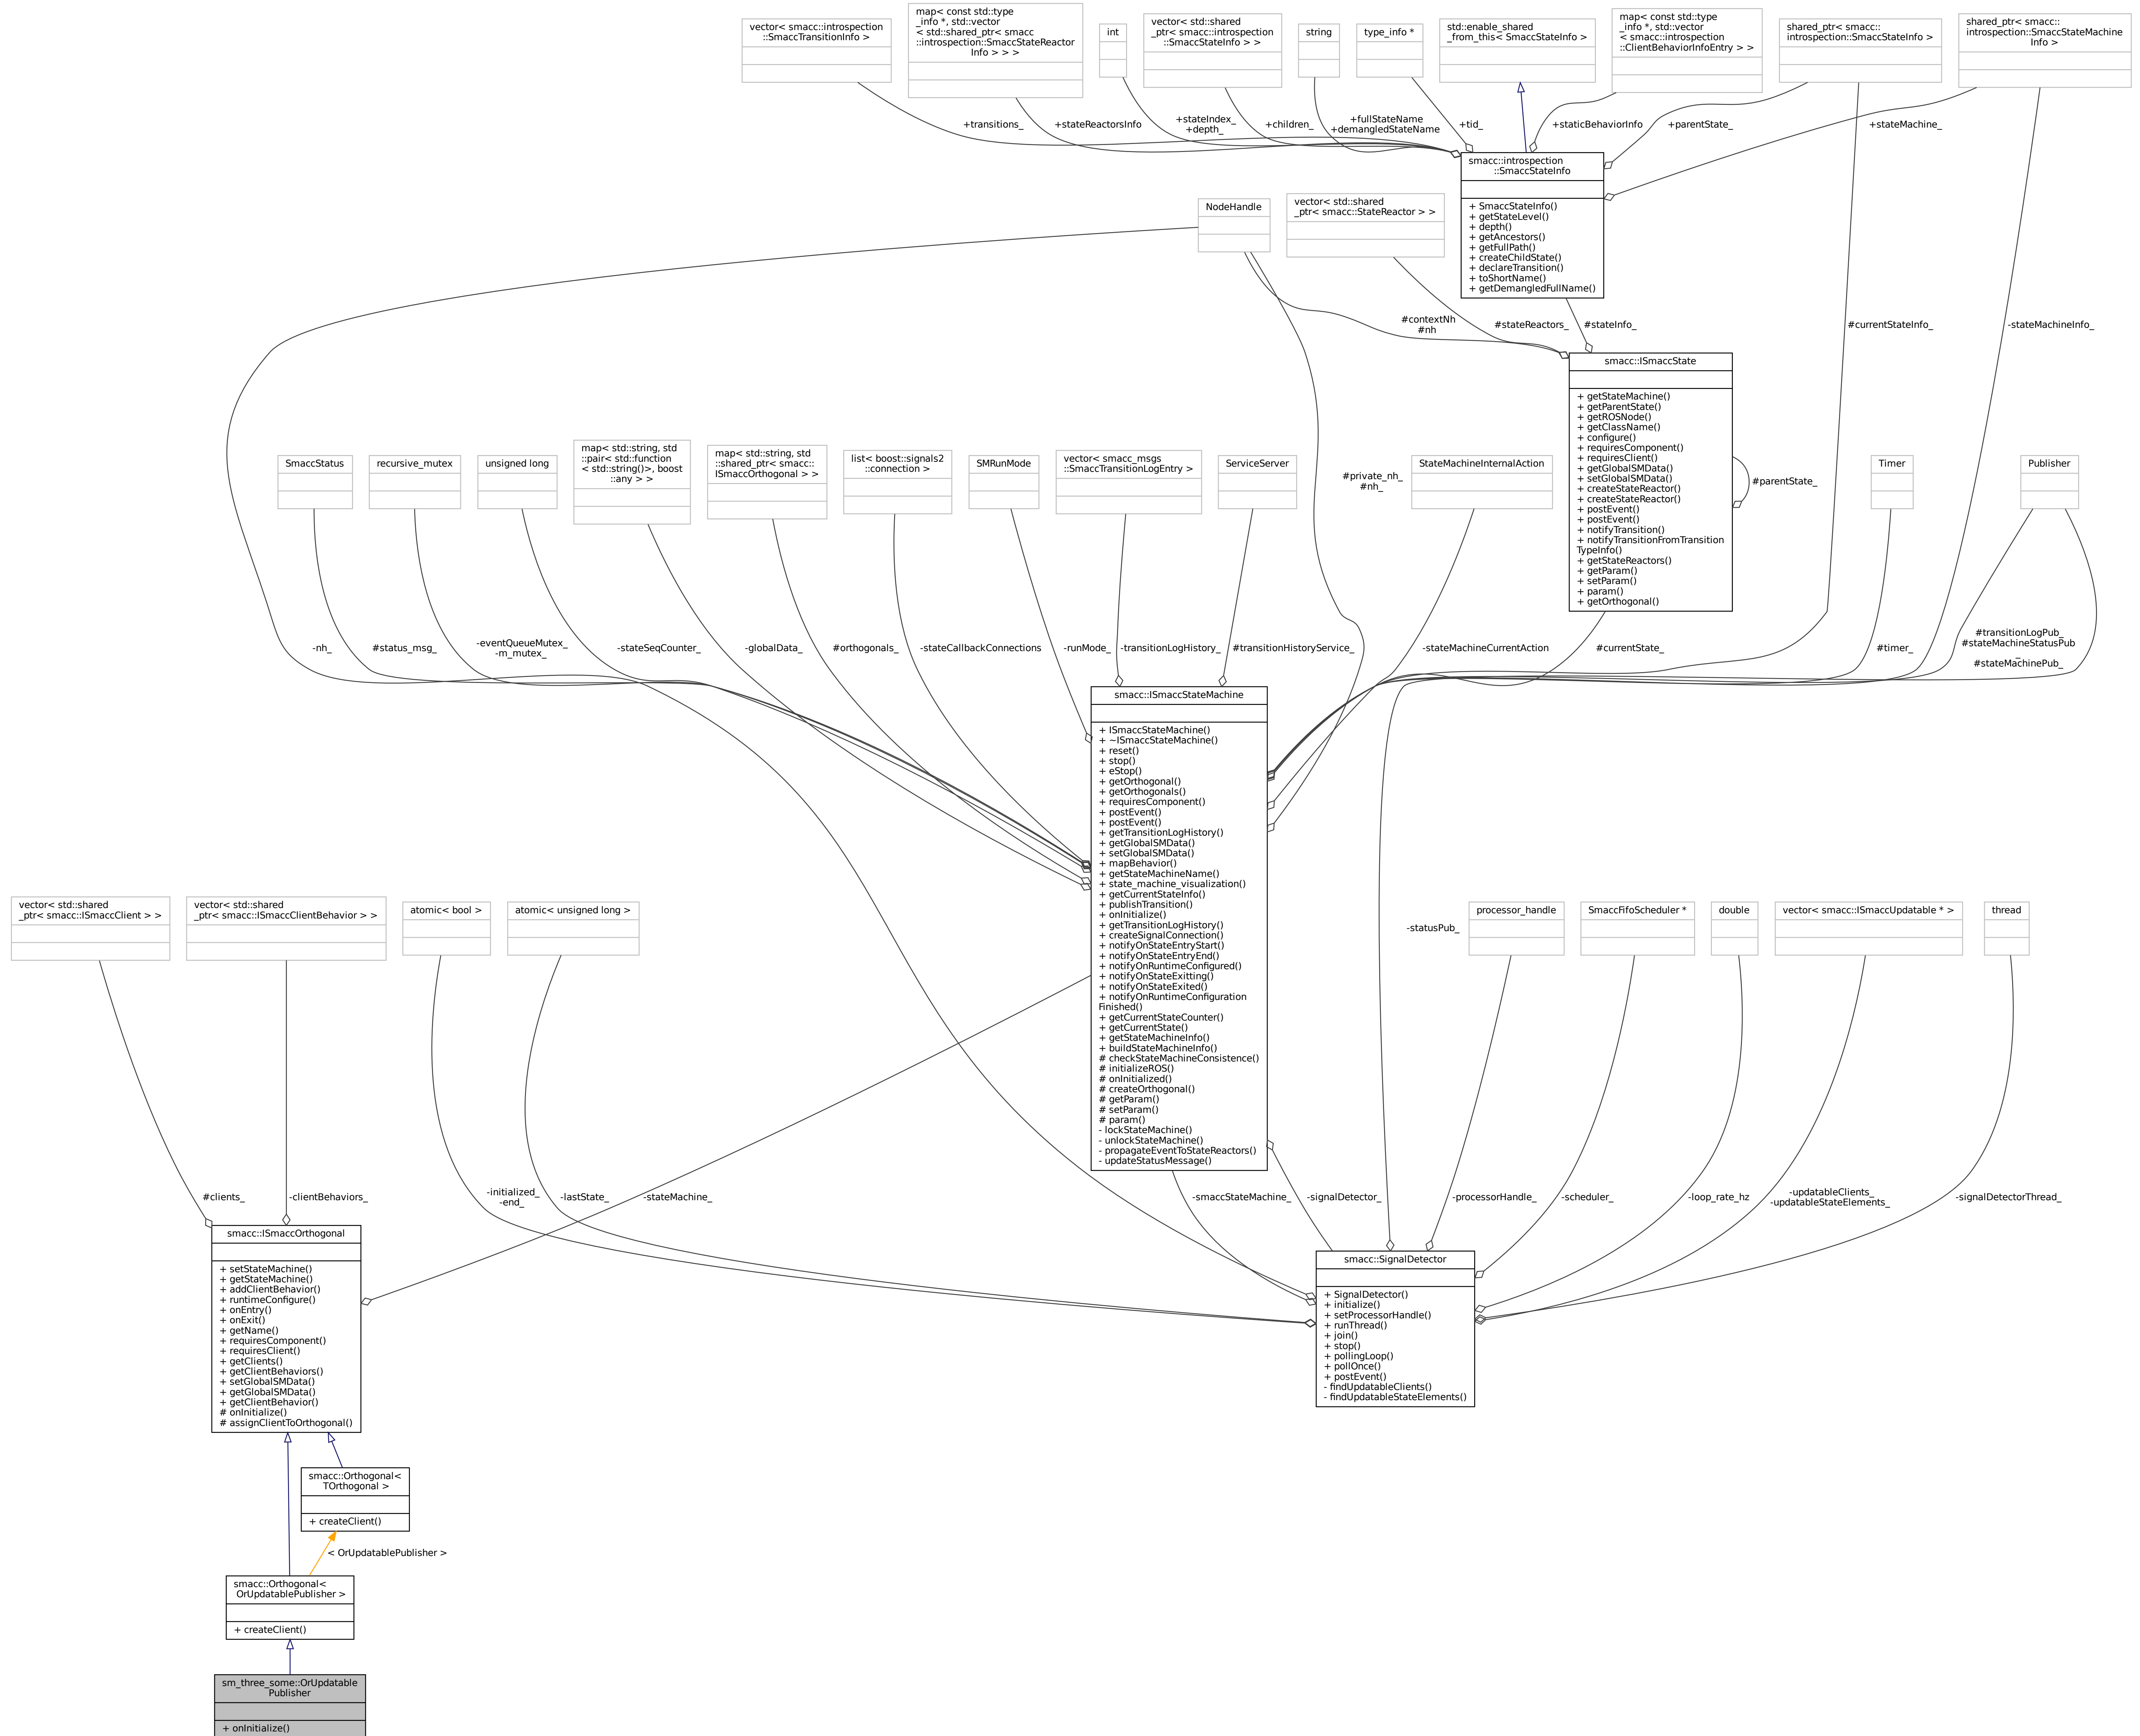 vector< smacc::introspection
::SmaccTransitionInfo >
map< const std::type
_info *, std::vector
< std::shared_ptr< smacc
::introspection::SmaccStateReactor
Info > > >
int
vector< std::shared
_ptr< smacc::introspection
::SmaccStateInfo > >
string
type_info *
std::enable_shared
_from_this< SmaccStateInfo >
map< const std::type
_info *, std::vector
< smacc::introspection
::ClientBehaviorInfoEntry > >
shared_ptr< smacc::
introspection::SmaccStateInfo >
shared_ptr< smacc::
introspection::SmaccStateMachine
Info >
+transitions_
+stateReactorsInfo
+stateIndex_
+depth_
+children_
+fullStateName
+demangledStateName
+tid_
+staticBehaviorInfo
+parentState_
+stateMachine_
smacc::introspection
::SmaccStateInfo
+ SmaccStateInfo()
+ getStateLevel()
+ depth()
+ getAncestors()
+ getFullPath()
+ createChildState()
+ declareTransition()
+ toShortName()
+ getDemangledFullName()
NodeHandle
vector< std::shared
_ptr< smacc::StateReactor > >
#contextNh
#nh
#stateReactors_
#stateInfo_
#currentStateInfo_
-stateMachineInfo_
smacc::ISmaccState
+ getStateMachine()
+ getParentState()
+ getROSNode()
+ getClassName()
+ configure()
+ requiresComponent()
+ requiresClient()
+ getGlobalSMData()
+ setGlobalSMData()
+ createStateReactor()
+ createStateReactor()
+ postEvent()
+ postEvent()
+ notifyTransition()
+ notifyTransitionFromTransition
TypeInfo()
+ getStateReactors()
+ getParam()
+ setParam()
+ param()
+ getOrthogonal()
#parentState_
SmaccStatus
recursive_mutex
unsigned long
map< std::string, std
::pair< std::function
< std::string()>, boost
::any > >
map< std::string, std
::shared_ptr< smacc::
ISmaccOrthogonal > >
list< boost::signals2
::connection >
SMRunMode
vector< smacc_msgs
::SmaccTransitionLogEntry >
ServiceServer
#private_nh_
#nh_
StateMachineInternalAction
Timer
Publisher
-nh_
#status_msg_
-eventQueueMutex_
-m_mutex_
-stateSeqCounter_
-globalData_
#orthogonals_
-stateCallbackConnections
-runMode_
-transitionLogHistory_
#transitionHistoryService_
-stateMachineCurrentAction
#currentState_
#timer_
#transitionLogPub_
#stateMachineStatusPub
_
#stateMachinePub_
smacc::ISmaccStateMachine
+ ISmaccStateMachine()
+ ~ISmaccStateMachine()
+ reset()
+ stop()
+ eStop()
+ getOrthogonal()
+ getOrthogonals()
+ requiresComponent()
+ postEvent()
+ postEvent()
+ getTransitionLogHistory()
+ getGlobalSMData()
+ setGlobalSMData()
+ mapBehavior()
+ getStateMachineName()
+ state_machine_visualization()
+ getCurrentStateInfo()
+ publishTransition()
+ onInitialize()
+ getTransitionLogHistory()
+ createSignalConnection()
+ notifyOnStateEntryStart()
+ notifyOnStateEntryEnd()
+ notifyOnRuntimeConfigured()
+ notifyOnStateExitting()
+ notifyOnStateExited()
+ notifyOnRuntimeConfiguration
Finished()
+ getCurrentStateCounter()
+ getCurrentState()
+ getStateMachineInfo()
+ buildStateMachineInfo()
# checkStateMachineConsistence()
# initializeROS()
# onInitialized()
# createOrthogonal()
# getParam()
# setParam()
# param()
- lockStateMachine()
- unlockStateMachine()
- propagateEventToStateReactors()
- updateStatusMessage()
vector< std::shared
_ptr< smacc::ISmaccClient > >
vector< std::shared
_ptr< smacc::ISmaccClientBehavior > >
atomic< bool >
atomic< unsigned long >
-statusPub_
processor_handle
SmaccFifoScheduler *
double
vector< smacc::ISmaccUpdatable * >
thread
#clients_
-clientBehaviors_
-initialized_
-end_
-lastState_
-stateMachine_
-smaccStateMachine_
-signalDetector_
-processorHandle_
-scheduler_
-loop_rate_hz
-updatableClients_
-updatableStateElements_
-signalDetectorThread_
smacc::ISmaccOrthogonal
+ setStateMachine()
+ getStateMachine()
+ addClientBehavior()
+ runtimeConfigure()
+ onEntry()
+ onExit()
+ getName()
+ requiresComponent()
+ requiresClient()
+ getClients()
+ getClientBehaviors()
+ setGlobalSMData()
+ getGlobalSMData()
+ getClientBehavior()
# onInitialize()
# assignClientToOrthogonal()
smacc::SignalDetector
+ SignalDetector()
+ initialize()
+ setProcessorHandle()
+ runThread()
+ join()
+ stop()
+ pollingLoop()
+ pollOnce()
+ postEvent()
- findUpdatableClients()
- findUpdatableStateElements()
smacc::Orthogonal<
TOrthogonal >
+ createClient()
< OrUpdatablePublisher >
smacc::Orthogonal<
OrUpdatablePublisher >
+ createClient()
sm_three_some::OrUpdatable
Publisher
+ onInitialize()